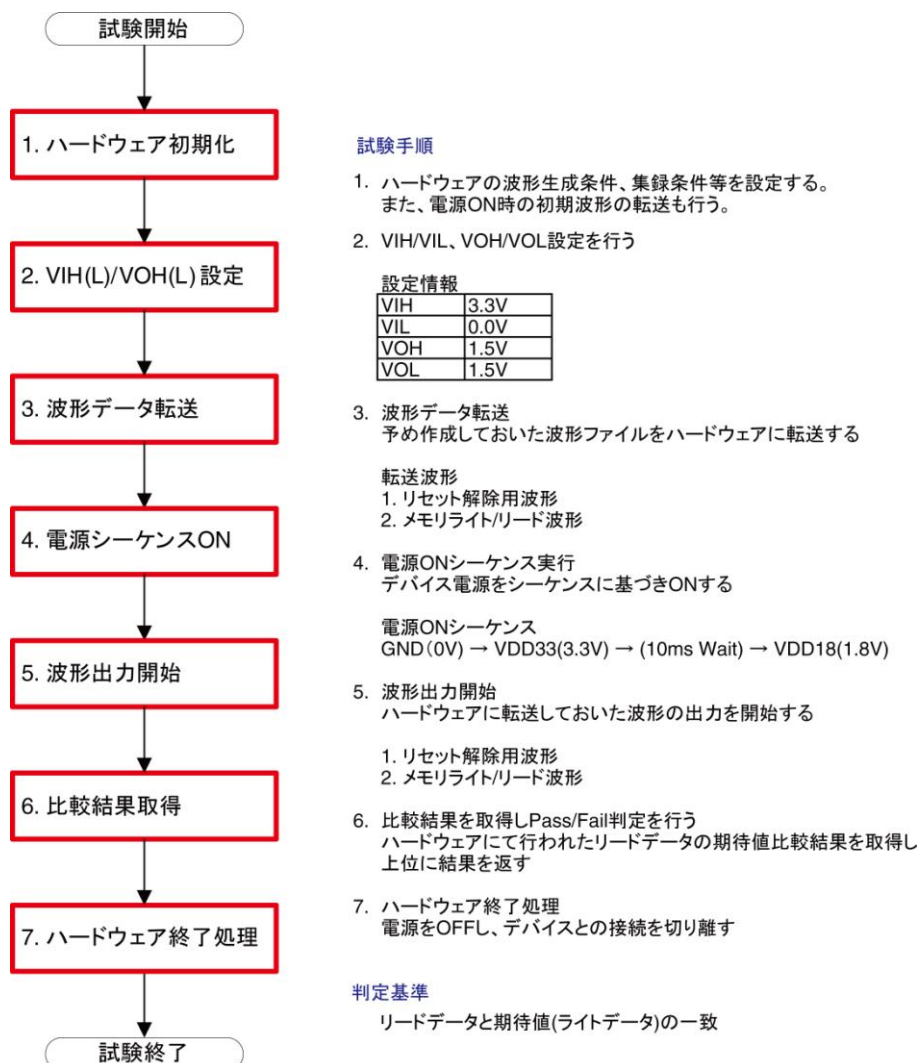 試験開始
1. ハードウェア初期化
2. VIH(L)/VOH(L) 設定
3. 波形データ転送
4. 電源シーケンスON
5. 波形出力開始
6. 比較結果取得
7. ハードウェア終了処理
試験終了
試験手順
1. ハードウェアの波形生成条件、集録条件等を設定する。
また、電源ON時の初期波形の転送も行う。
2. VIH/VIL、VOH/VOL設定を行う
設定情報
VIH 3.3V
VIL 0.0V
VOH 1.5V
VOL 1.5V
3. 波形データ転送
予め作成しておいた波形ファイルをハードウェアに転送する
転送波形
1. リセット解除用波形
2. メモリライト/リード波形
4. 電源ONシーケンス実行
デバイス電源をシーケンスに基づきONする
電源ONシーケンス
GND(0V) → VDD33(3.3V) → (10ms Wait) → VDD18(1.8V)
5. 波形出力開始
ハードウェアに転送しておいた波形の出力を開始する
1. リセット解除用波形
2. メモリライト/リード波形
6. 比較結果を取得しPass/Fail判定を行う
ハードウェアにて行われたリードデータの期待値比較結果を取得し
上位に結果を返す
7. ハードウェア終了処理
電源をOFFし、デバイスとの接続を切り離す
判定基準
リードデータと期待値(ライトデータ)の一致